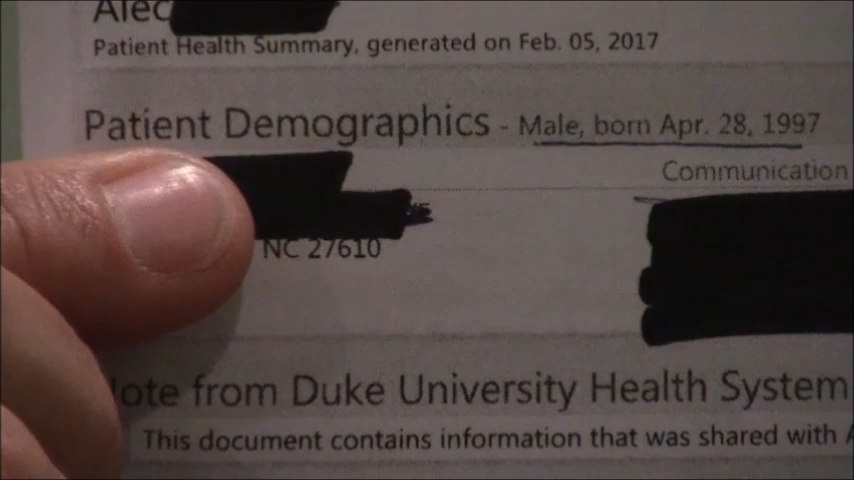 Alec
Patient Health Summary, generated on Feb. 05, 2017
Patient Demographics - Male, born Apr. 28, 1997
Communication
NC 27610
ote from Duke University Health System
This document contains information that was shared with A